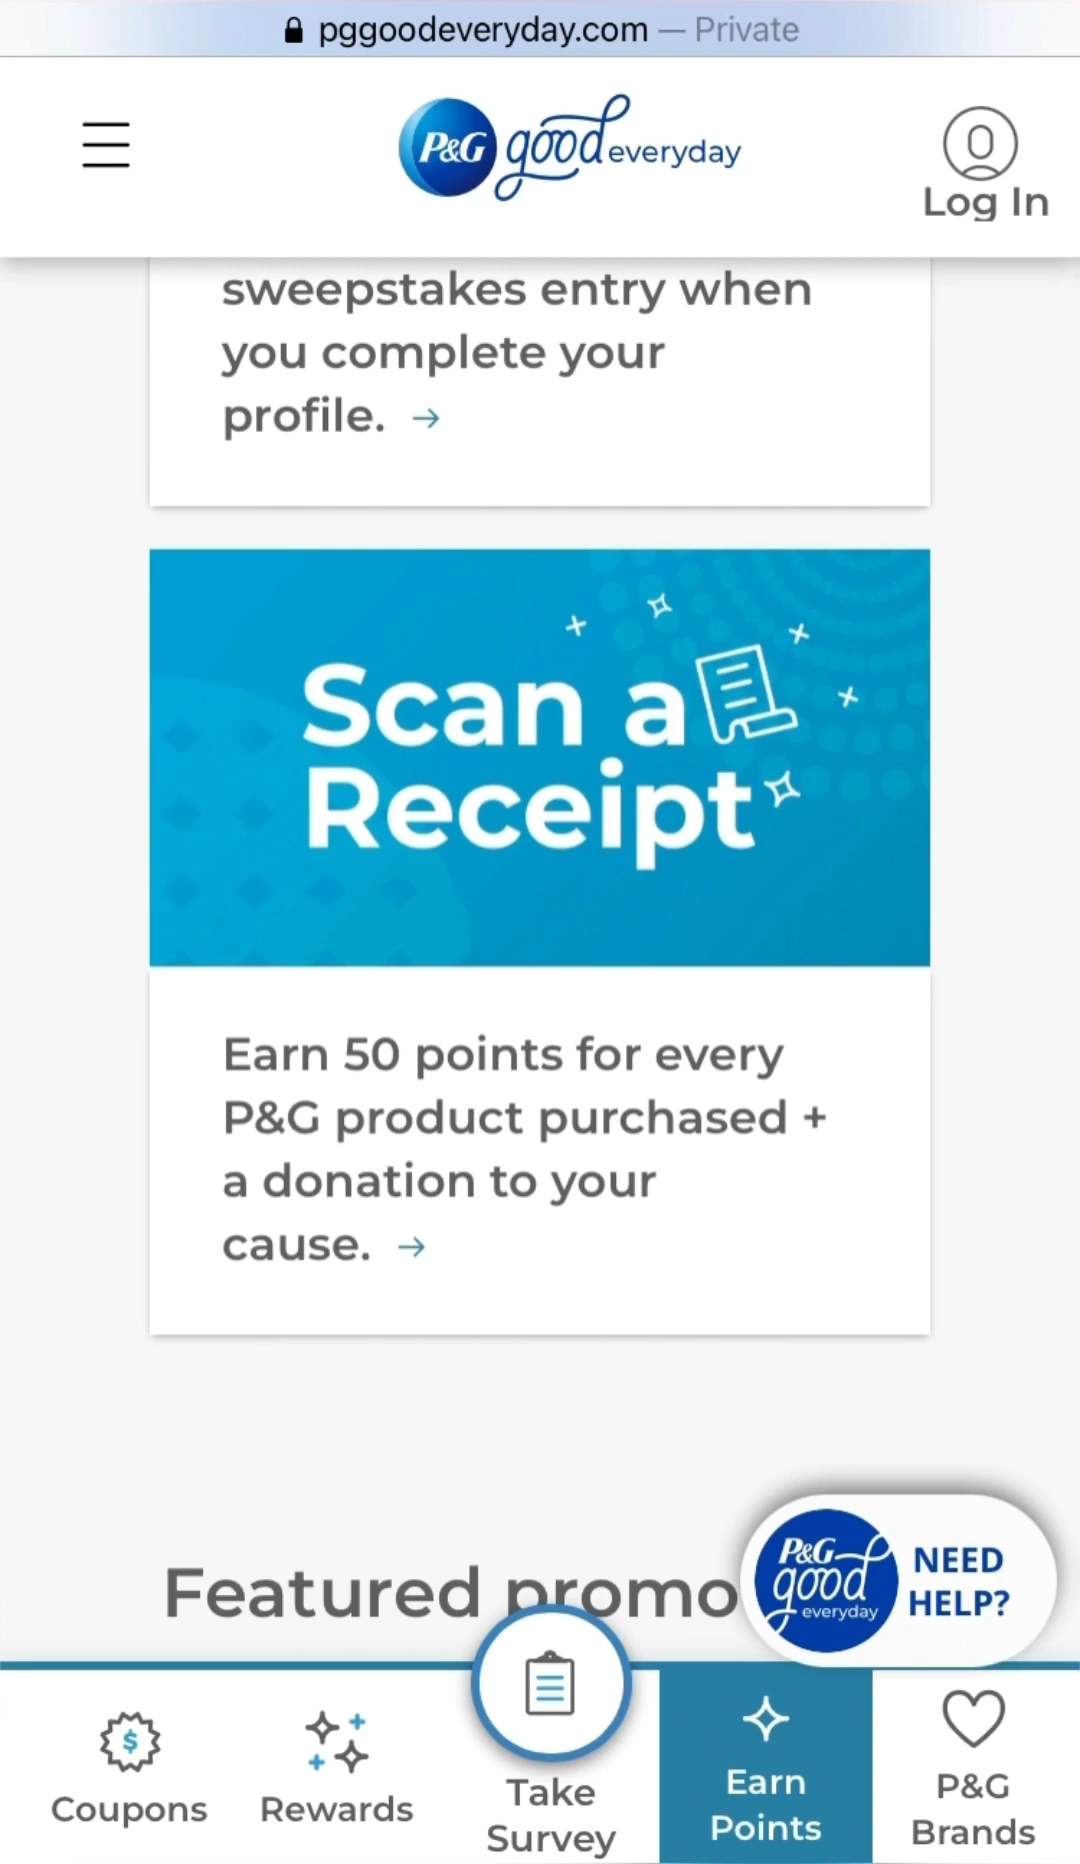 pggoodeveryday.com — Private
P&G good everyday
Log In
sweepstakes entry when
you complete your
profile. →
Scan a
Receipt
Earn 50 points for every
P&G product purchased +
a donation to your
cause. →
Featured promo
P&G good everyday
NEED
HELP?
$
Coupons
Rewards
Take
Survey
Earn
Points
P&G
Brands